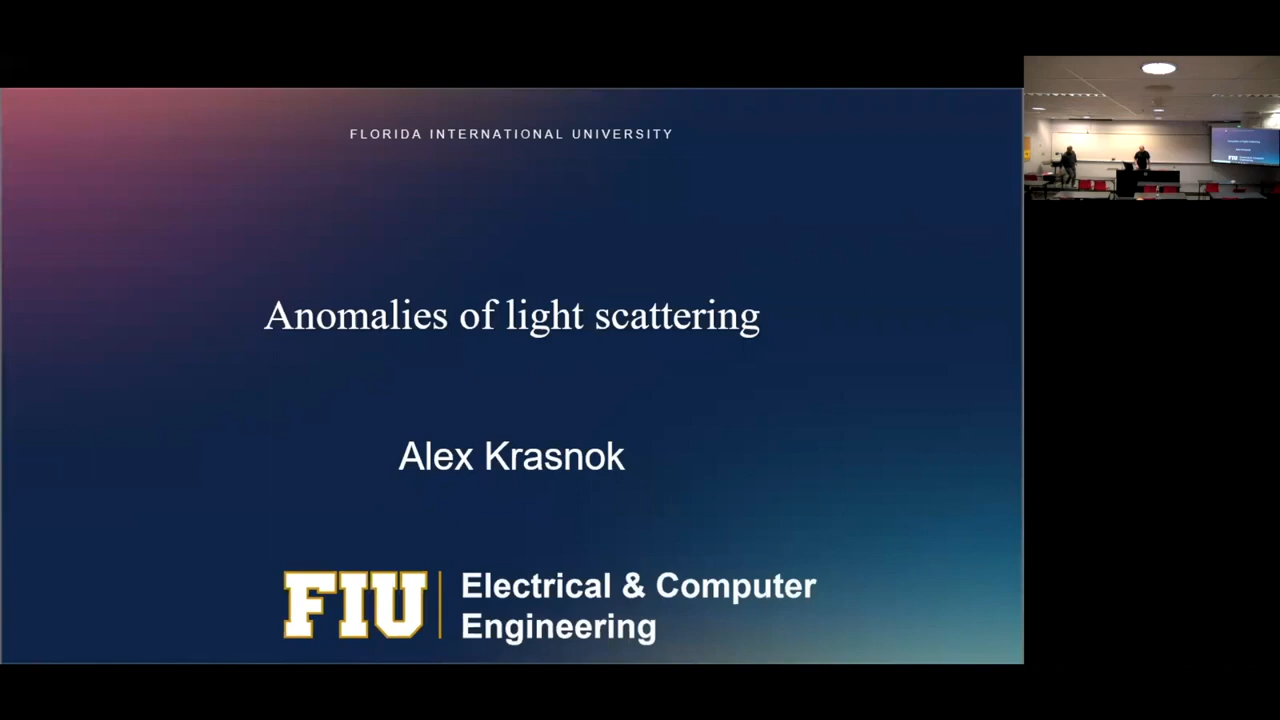 FLORIDA INTERNATIONAL UNIVERSITY
Anomalies of light scattering
Alex Krasnok
FIU
Electrical & Computer
Engineering